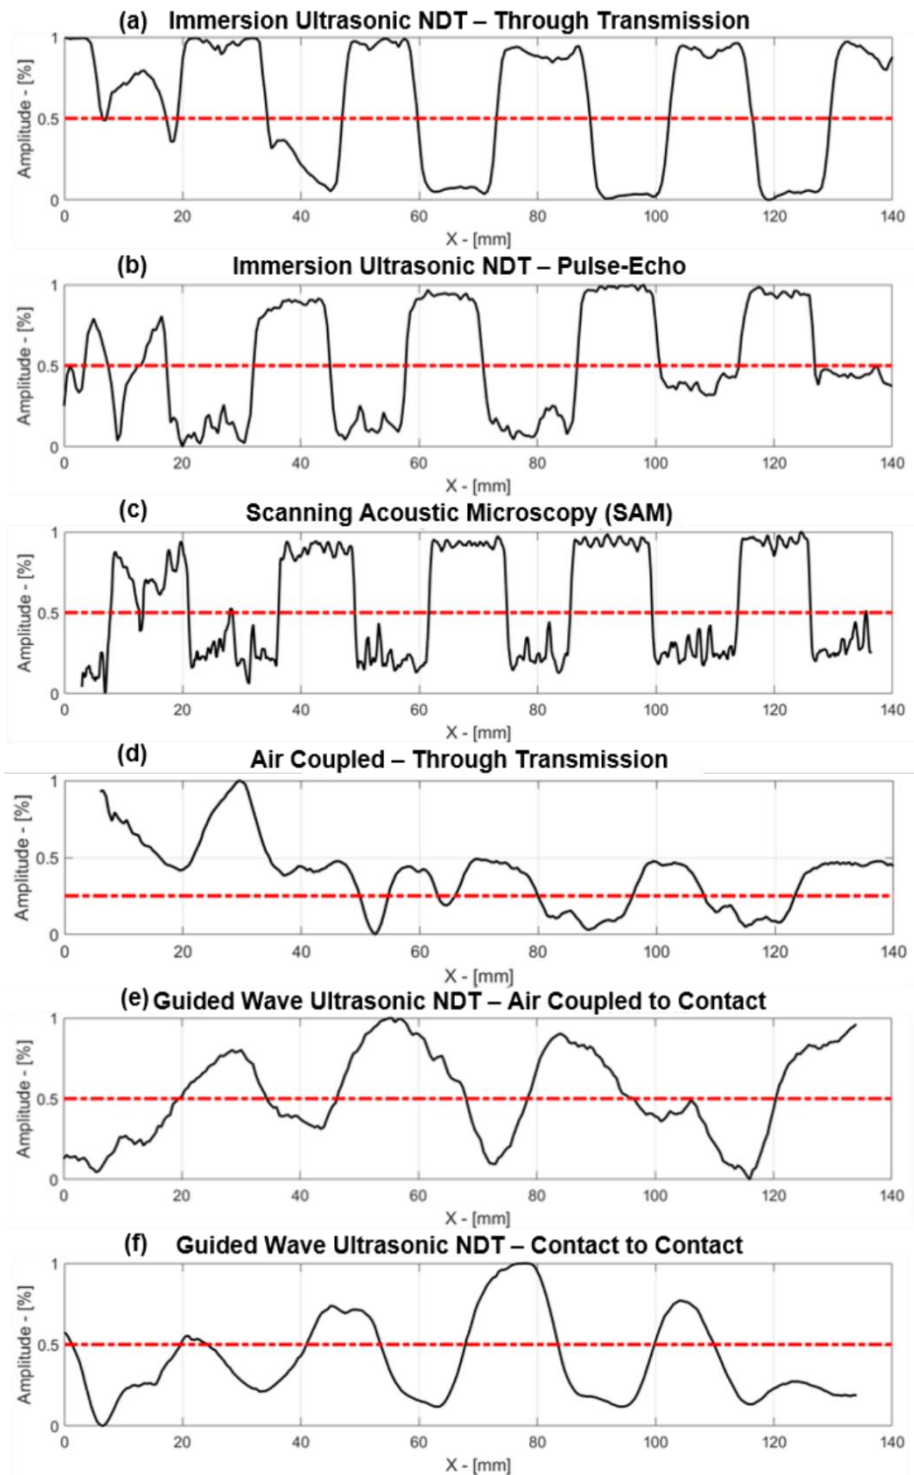 (a) Immersion Ultrasonic NDT – Through Transmission
Amplitude - [%]
1
0.5
0
0 20 40 60 80 100 120 140
X - [mm]
(b) Immersion Ultrasonic NDT – Pulse-Echo
Amplitude - [%]
1
0.5
0
0 20 40 60 80 100 120 140
X - [mm]
(c) Scanning Acoustic Microscopy (SAM)
Amplitude - [%]
1
0.5
0
0 20 40 60 80 100 120 140
X - [mm]
(d) Air Coupled – Through Transmission
Amplitude - [%]
1
0.5
0
0 20 40 60 80 100 120 140
X - [mm]
(e) Guided Wave Ultrasonic NDT – Air Coupled to Contact
Amplitude - [%]
1
0.5
0
0 20 40 60 80 100 120 140
X - [mm]
(f) Guided Wave Ultrasonic NDT – Contact to Contact
Amplitude - [%]
1
0.5
0
0 20 40 60 80 100 120 140
X - [mm]